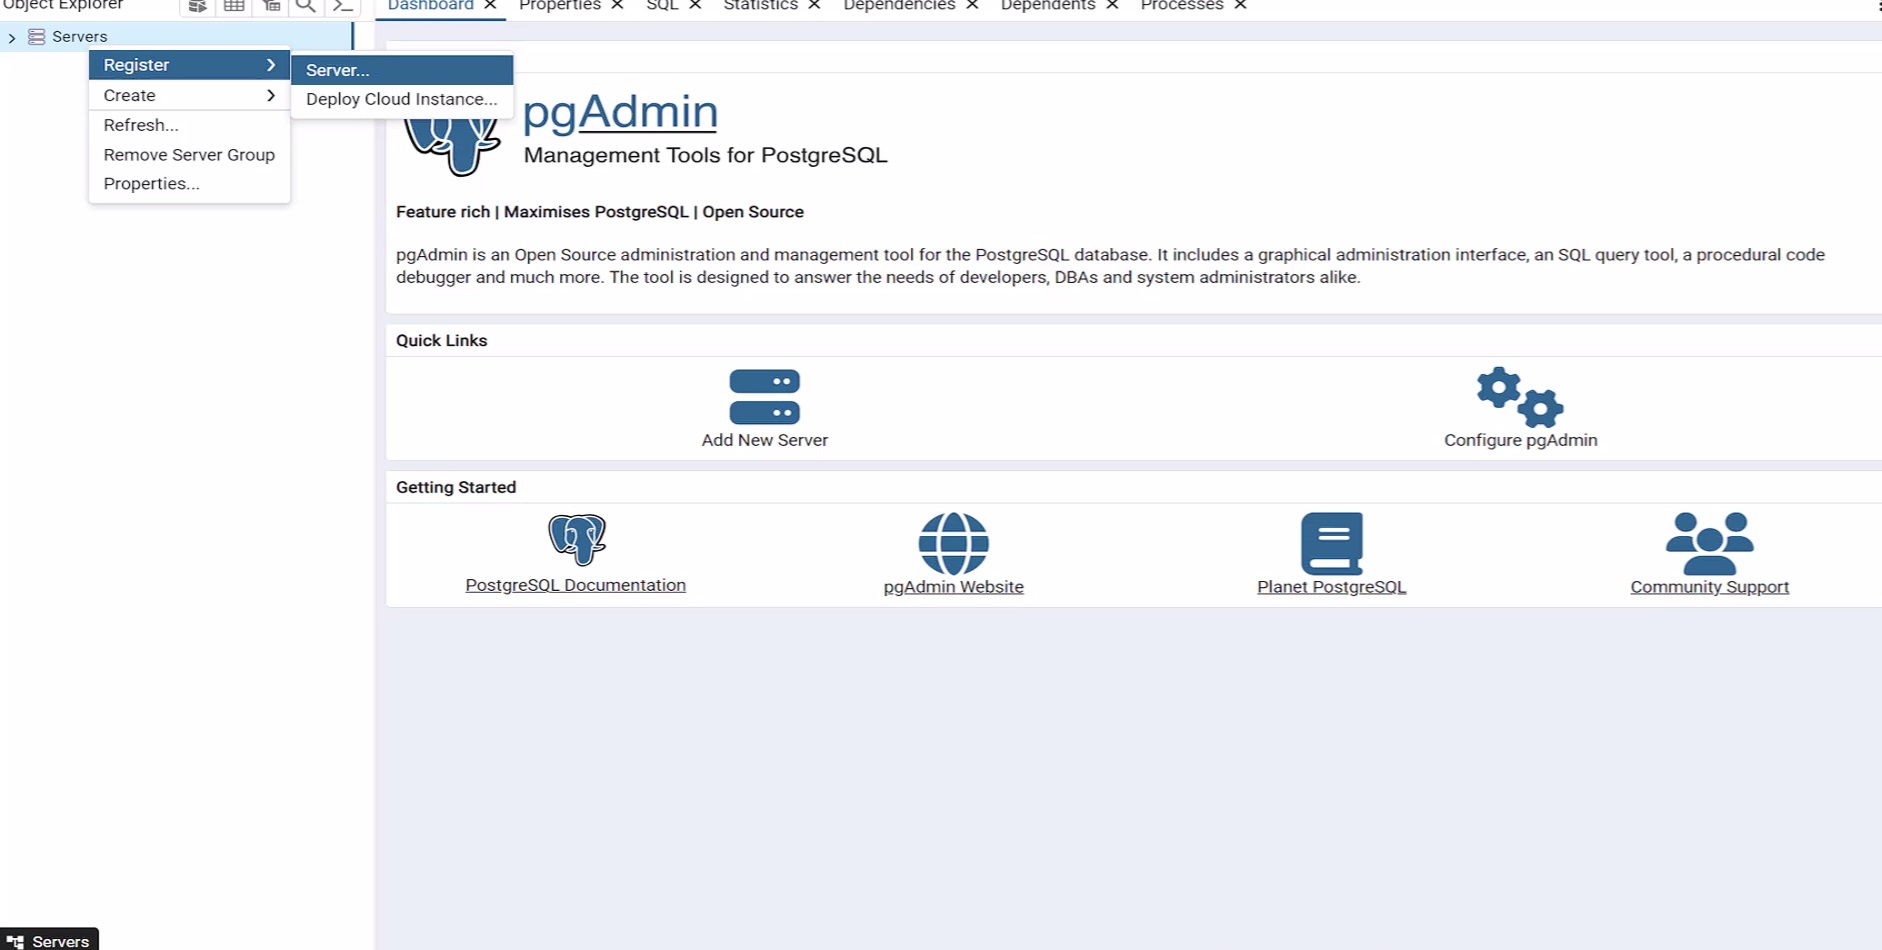 Object Explorer
Dashboard Properties SQL Statistics Dependencies Dependents Processes
Servers
Register
Create
Refresh...
Remove Server Group
Properties...
Server...
Deploy Cloud Instance...
pgAdmin
Management Tools for PostgreSQL
Feature rich | Maximises PostgreSQL | Open Source
pgAdmin is an Open Source administration and management tool for the PostgreSQL database. It includes a graphical administration interface, an SQL query tool, a procedural code
debugger and much more. The tool is designed to answer the needs of developers, DBAs and system administrators alike.
Quick Links
Add New Server
Configure pgAdmin
Getting Started
PostgreSQL Documentation
pgAdmin Website
Planet PostgreSQL
Community Support
Servers